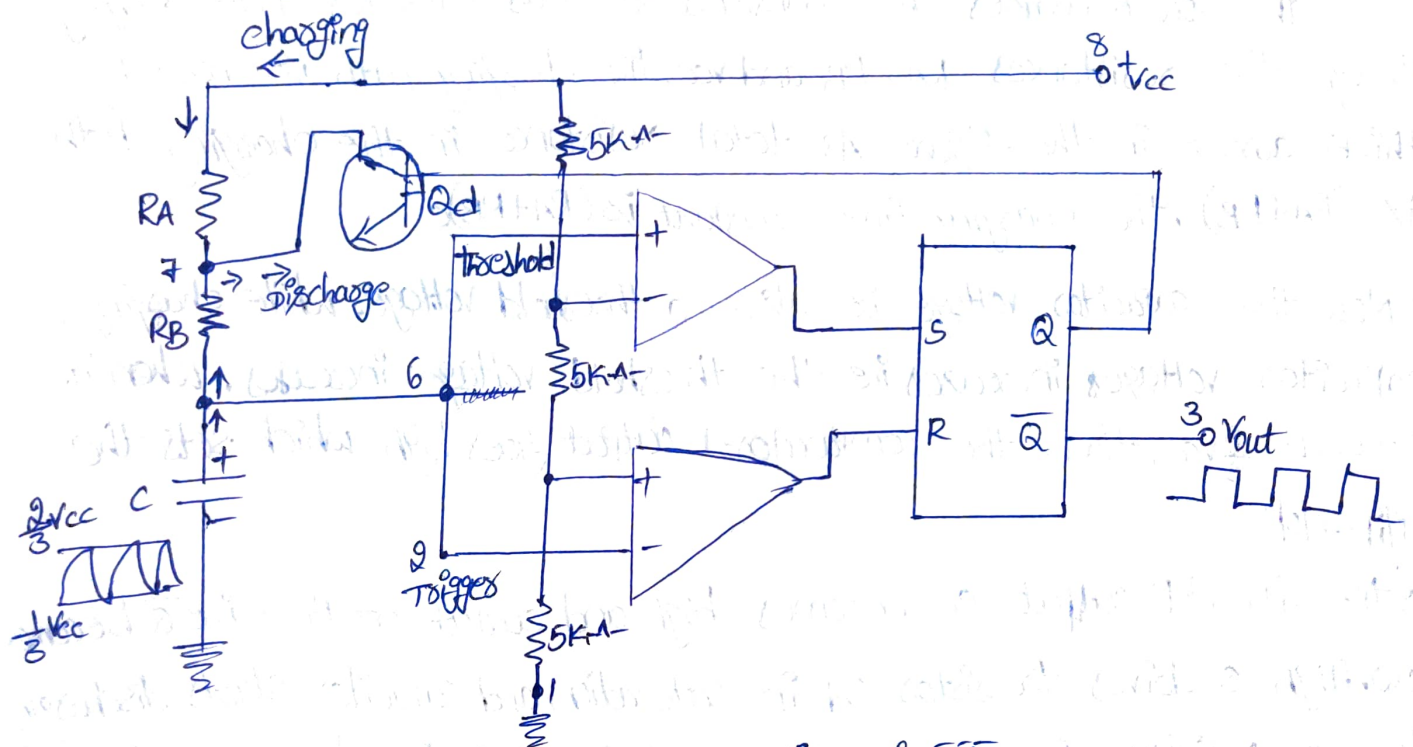 charging
8
+Vcc
5KΩ
RA
Qd
+
threshold
7
Discharge
-
RB
S
Q
6
5KΩ
R
Q̅
3
Vout
+
+
C
2/3 Vcc
-
2
Trigger
1/3 Vcc
5KΩ
1